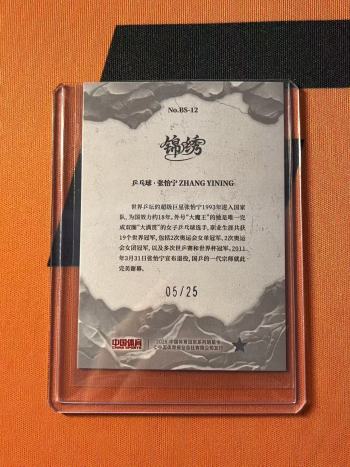 No.BS-12
锦绣
乒乓球·张怡宁 ZHANG YINING
世界乒坛的超级巨星张怡宁1993年进入国家
队，为国效力约18年。外号“大魔王”的她是唯一完
成双圈“大满贯”的女子乒乓球选手，职业生涯共获
19个世界冠军，包括2次奥运会女单冠军、2次奥运
会女团冠军，以及多次世乒赛和世界杯冠军。2011
年3月31日张怡宁宣布退役，国乒的一代宗师就此
完美谢幕。
05/25
中国体育
CHINA SPORTS